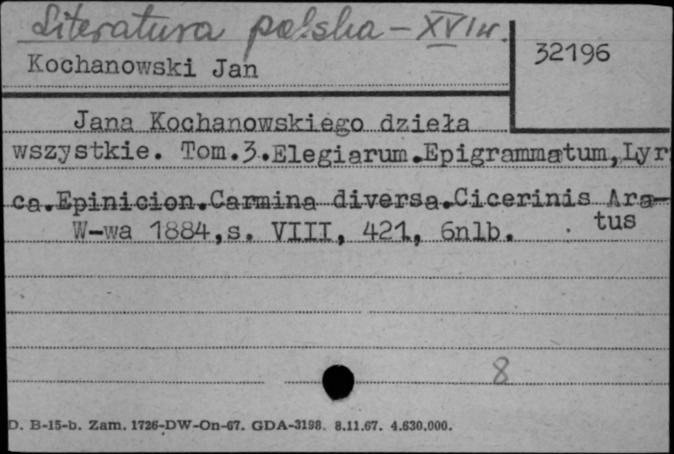 Literatura polska - XVI w.
32196
Kochanowski Jan
Jana Kochanowskiego dzieła
wszystkie. Tom.3.Elegiarum.Epigrammatum,Lyr
ca.Epinicion.Carmina diversa.Cicerinis Ara-
tus
W-wa 1884,s. VIII, 421, 6nlb.
8
D. B-15-b. Zam. 1726-DW-On-67. GDA-3198. 8.11.67. 4.630.000.